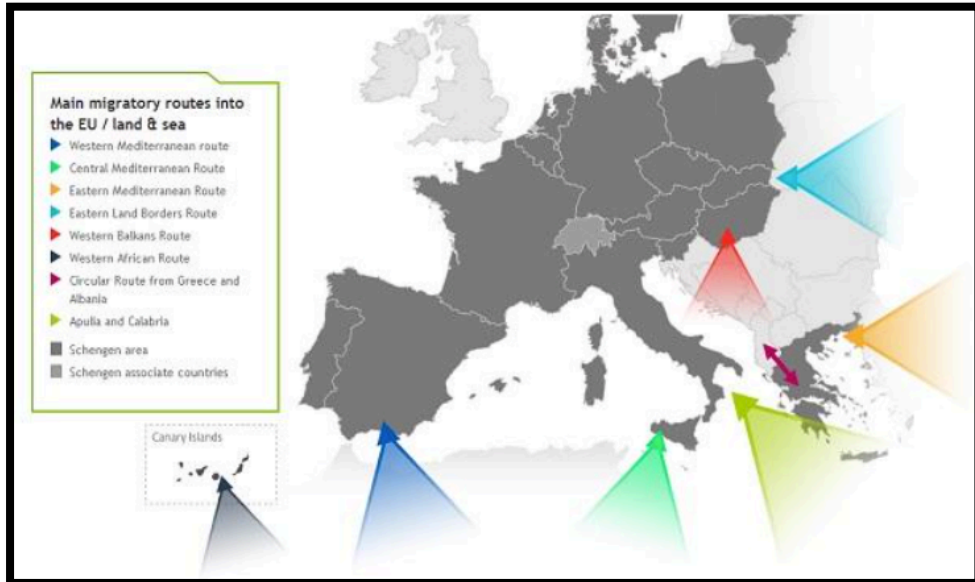 Main migratory routes into
the EU / land & sea
Western Mediterranean route
Central Mediterranean Route
Eastern Mediterranean Route
Eastern Land Borders Route
Western Balkans Route
Western African Route
Circular Route from Greece and
Albania
Apulia and Calabria
Schengen area
Schengen associate countries
Canary Islands